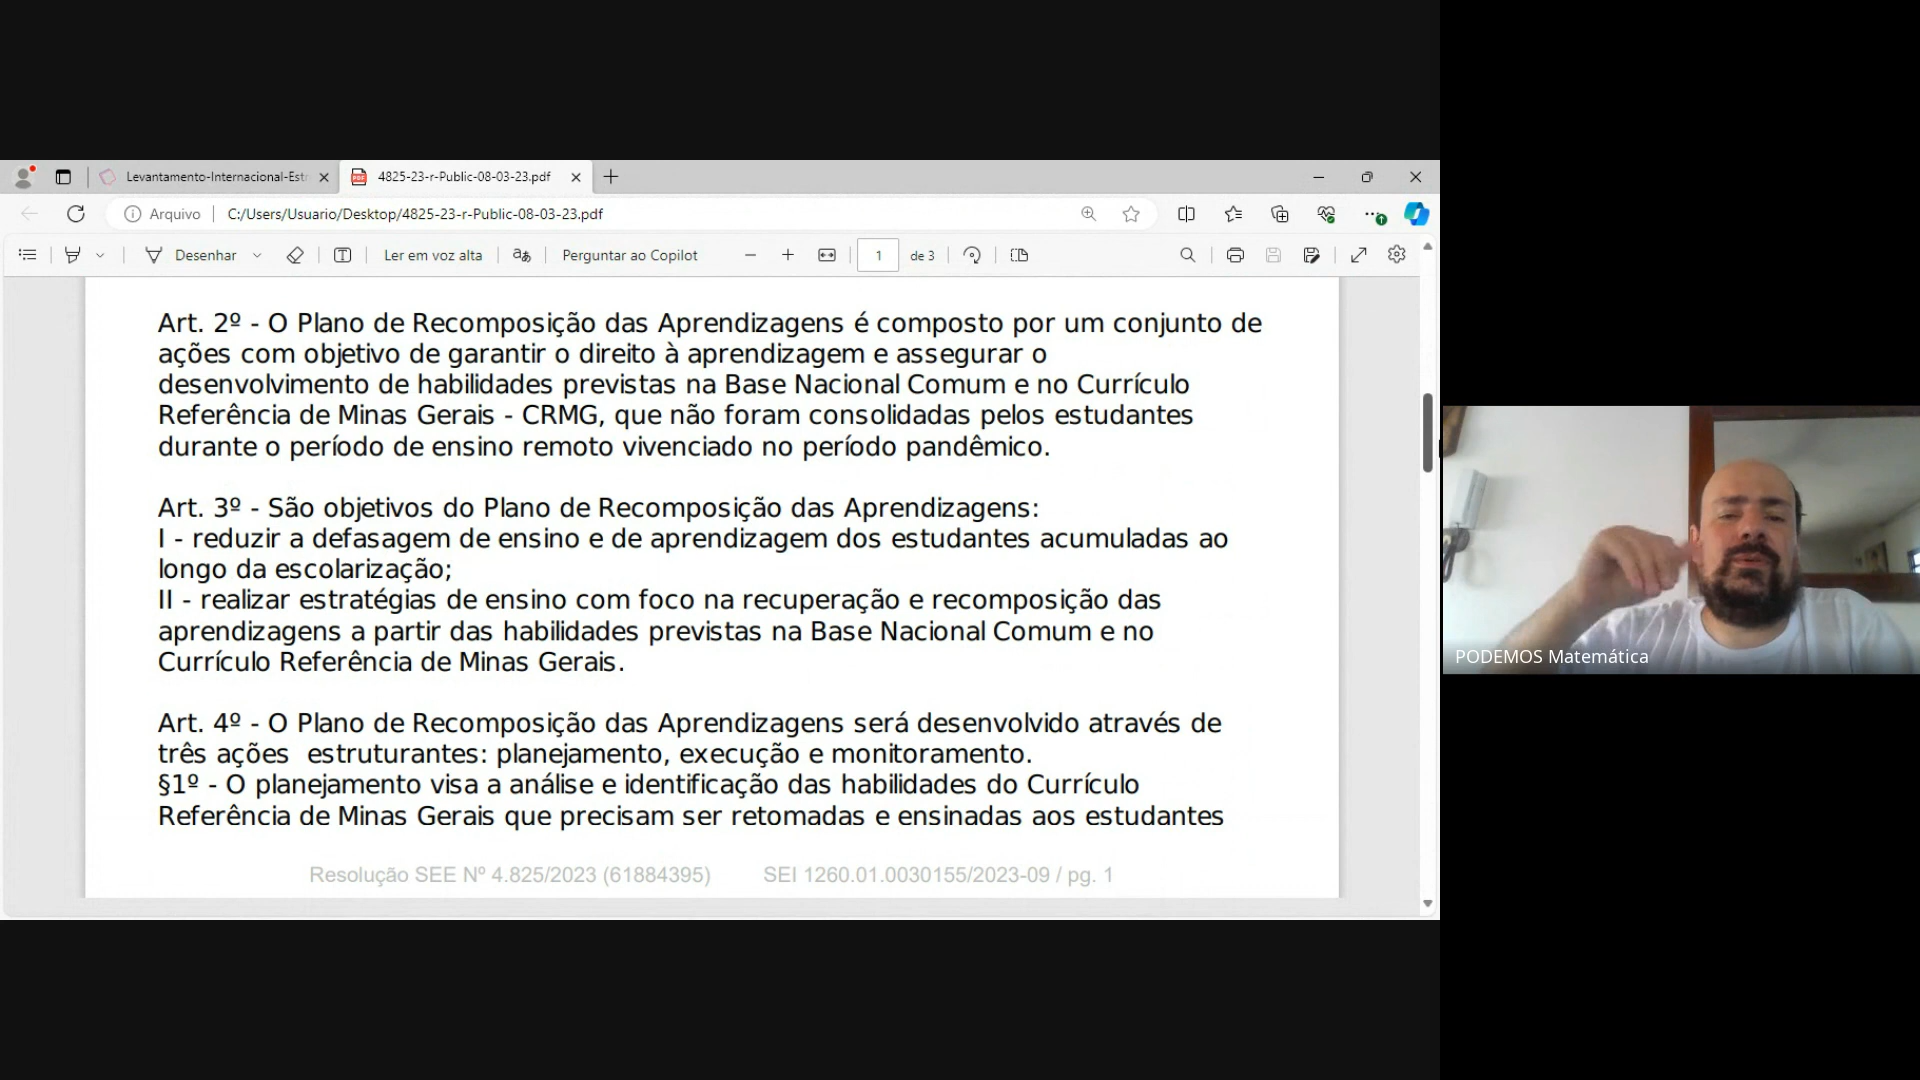 Levantamento-Internacional-Estr
4825-23-r-Public-08-03-23.pdf
Arquivo
C:/Users/Usuario/Desktop/4825-23-r-Public-08-03-23.pdf
Desenhar
Ler em voz alta
aあ
Perguntar ao Copilot
1
de 3
Art. 2º - O Plano de Recomposição das Aprendizagens é composto por um conjunto de
ações com objetivo de garantir o direito à aprendizagem e assegurar o
desenvolvimento de habilidades previstas na Base Nacional Comum e no Currículo
Referência de Minas Gerais - CRMG, que não foram consolidadas pelos estudantes
durante o período de ensino remoto vivenciado no período pandêmico.
Art. 3º - São objetivos do Plano de Recomposição das Aprendizagens:
I - reduzir a defasagem de ensino e de aprendizagem dos estudantes acumuladas ao
longo da escolarização;
II - realizar estratégias de ensino com foco na recuperação e recomposição das
aprendizagens a partir das habilidades previstas na Base Nacional Comum e no
Currículo Referência de Minas Gerais.
Art. 4º - O Plano de Recomposição das Aprendizagens será desenvolvido através de
três ações  estruturantes: planejamento, execução e monitoramento.
§1º - O planejamento visa a análise e identificação das habilidades do Currículo
Referência de Minas Gerais que precisam ser retomadas e ensinadas aos estudantes
Resolução SEE Nº 4.825/2023 (61884395)
SEI 1260.01.0030155/2023-09 / pg. 1
PODEMOS Matemática